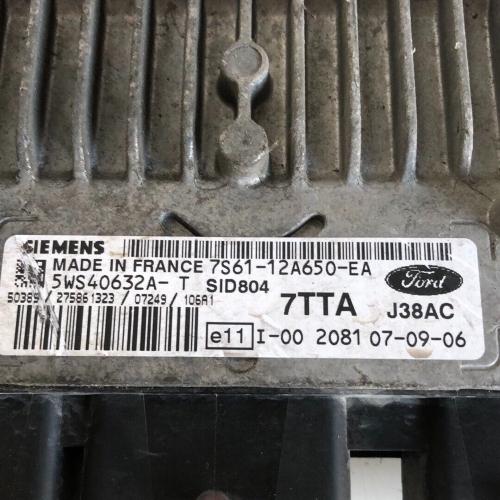 SIEMENS
MADE IN FRANCE 7S61-12A650-EA
5WS40632A- T SID804
50389 / 275861323 / 07249 / 106A1
7TTA
Ford
J38AC
e11 I-00 2081 07-09-06